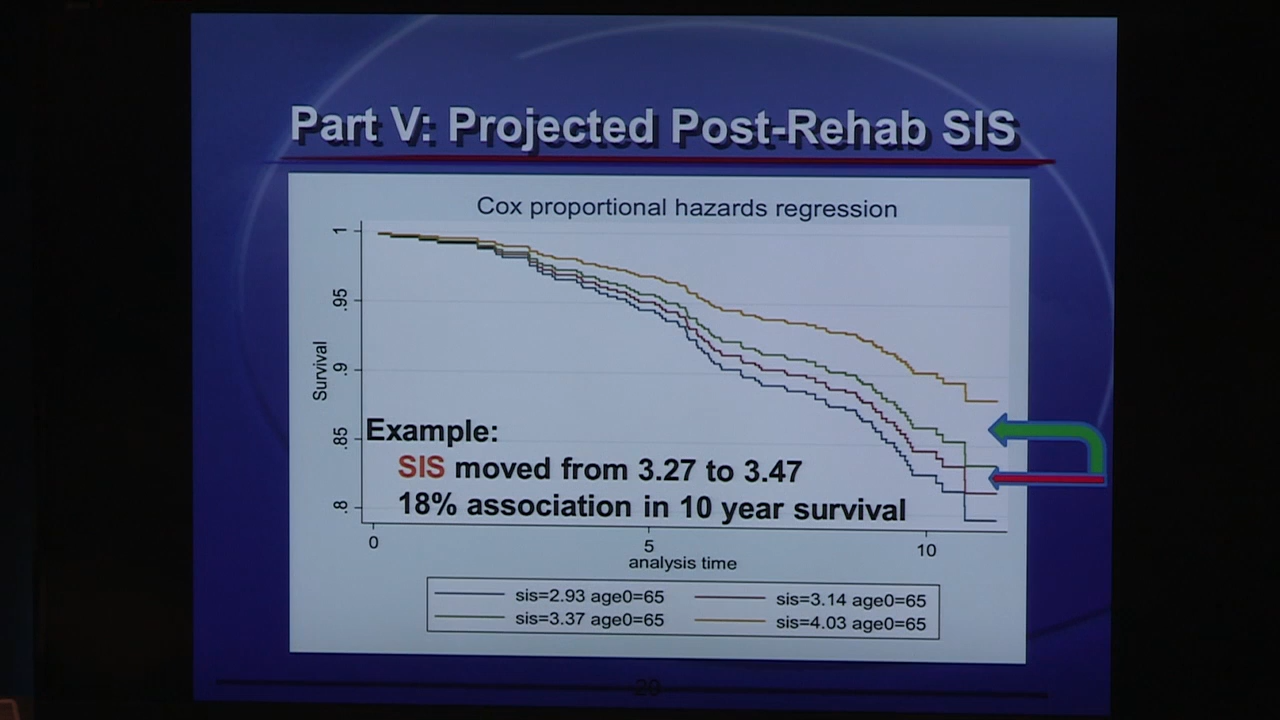 Part V: Projected Post-Rehab SIS
Cox proportional hazards regression
1
.95
.9
.85
.8
Survival
Example:
SIS moved from 3.27 to 3.47
18% association in 10 year survival
0
5
10
analysis time
sis=2.93 age0=65
sis=3.14 age0=65
sis=3.37 age0=65
sis=4.03 age0=65
29